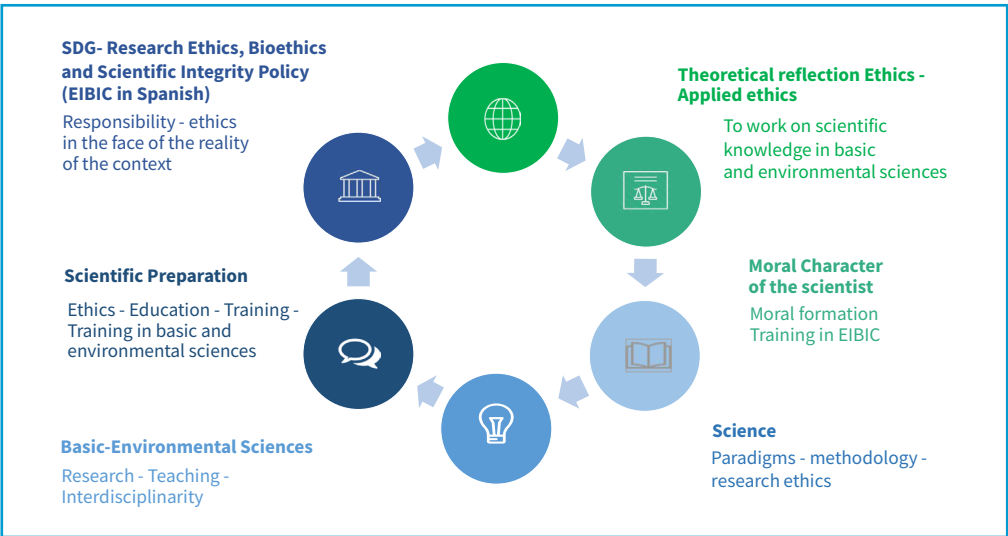 SDG- Research Ethics, Bioethics
and Scientific Integrity Policy
(EIBIC in Spanish)
Responsibility - ethics
in the face of the reality
of the context
Theoretical reflection Ethics -
Applied ethics
To work on scientific
knowledge in basic
and environmental sciences
Scientific Preparation
Ethics - Education - Training -
Training in basic and
environmental sciences
Moral Character
of the scientist
Moral formation
Training in EIBIC
Basic-Environmental Sciences
Research - Teaching -
Interdisciplinarity
Science
Paradigms - methodology -
research ethics